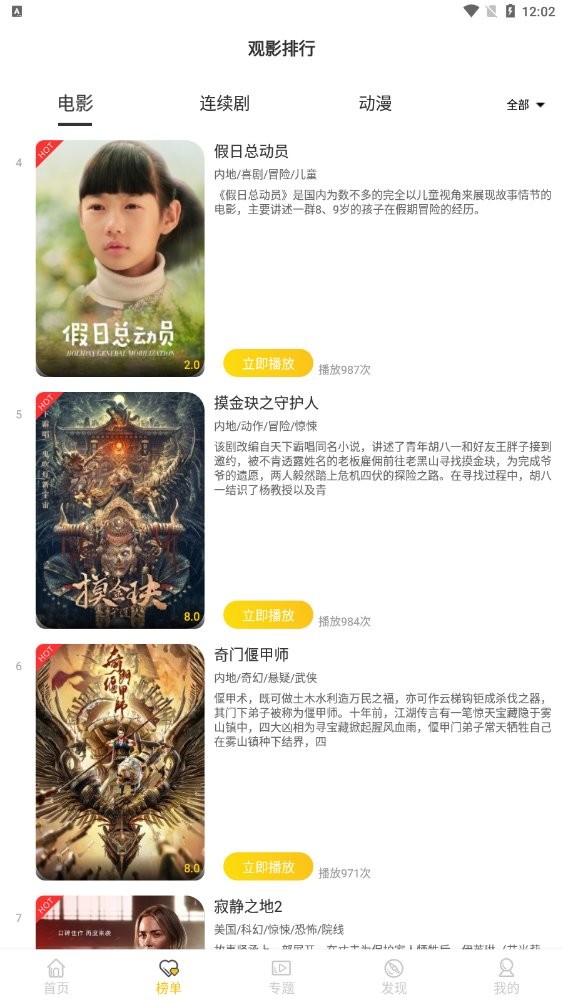 12:02
观影排行
电影
连续剧
动漫
全部
4
HOT
假日总动员
HOLIDAY GENERAL MOBILIZATION
2.0
假日总动员
内地/喜剧/冒险/儿童
《假日总动员》是国内为数不多的完全以儿童视角来展现故事情节的
电影，主要讲述一群8、9岁的孩子在假期冒险的经历。
立即播放
播放987次
5
HOT
摸金玦
8.0
摸金玦之守护人
内地/动作/冒险/惊悚
该剧改编自天下霸唱同名小说，讲述了青年胡八一和好友王胖子接到
邀约，被不肯透露姓名的老板雇佣前往老黑山寻找摸金玦，为完成爷
爷的遗愿，两人毅然踏上危机四伏的探险之路。在寻找过程中，胡八
一结识了杨教授以及青
立即播放
播放984次
6
HOT
奇门偃甲师
8.0
奇门偃甲师
内地/奇幻/悬疑/武侠
偃甲术，既可做土木水利造万民之福，亦可作云梯钩钜成杀伐之器，
其门下弟子被称为偃甲师。十年前，江湖传言有一笔惊天宝藏隐于雾
山镇中，四大凶相为寻宝藏掀起腥风血雨，偃甲门弟子常天牺牲自己
在雾山镇种下结界，四
立即播放
播放971次
7
HOT
口碑佳作 再度来袭
寂静之地2
美国/科幻/惊悚/恐怖/院线
首页
榜单
专题
发现
我的